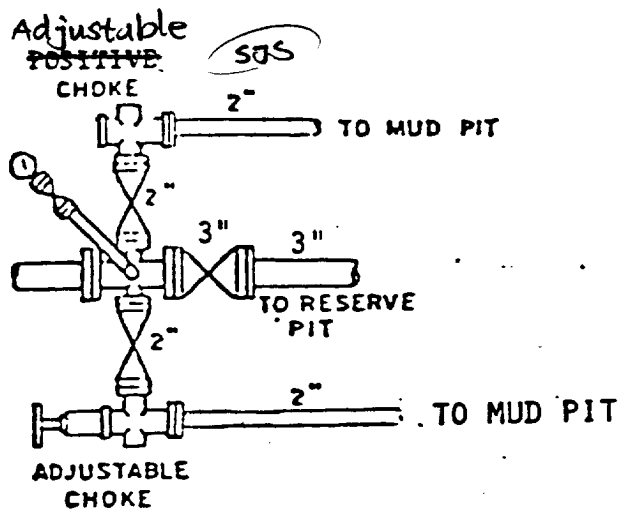 Adjustable
POSITIVE
SJS
CHOKE
2"
TO MUD PIT
2"
3"
3"
TO RESERVE
PIT
2"
2"
TO MUD PIT
ADJUSTABLE
CHOKE